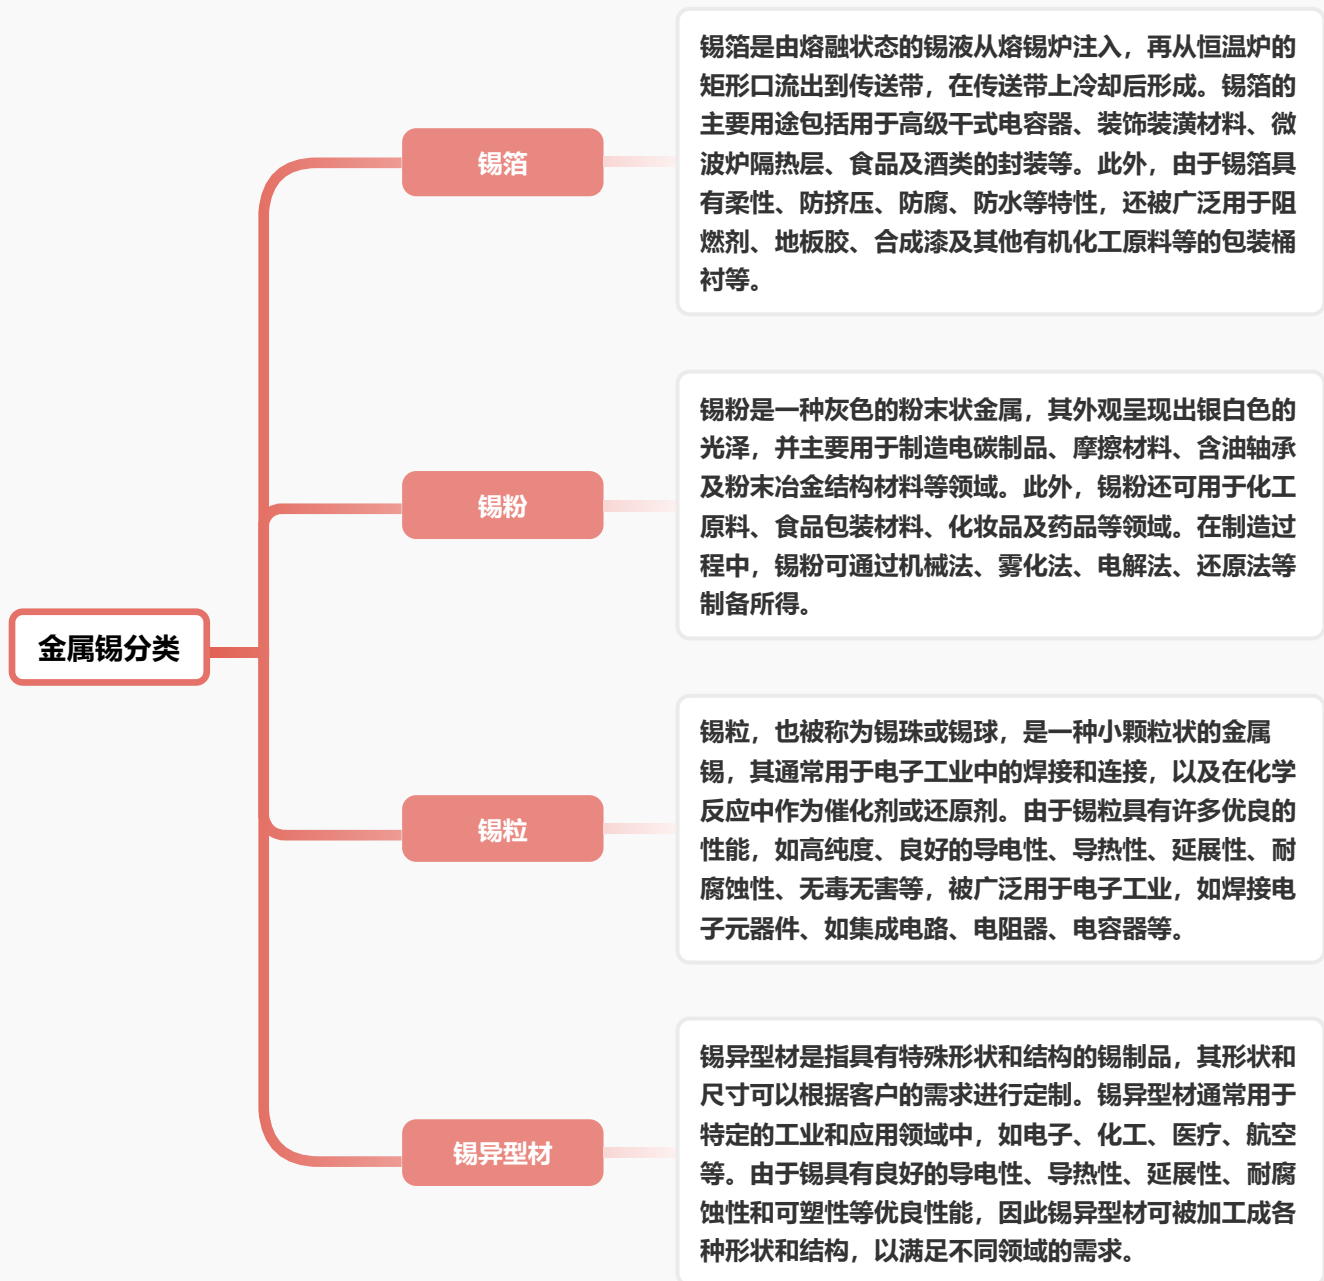 金属锡分类
锡箔
锡箔是由熔融状态的锡液从熔锡炉注入，再从恒温炉的
矩形口流出到传送带，在传送带上冷却后形成。锡箔的
主要用途包括用于高级干式电容器、装饰装潢材料、微
波炉隔热层、食品及酒类的封装等。此外，由于锡箔具
有柔性、防挤压、防腐、防水等特性，还被广泛用于阻
燃剂、地板胶、合成漆及其他有机化工原料等的包装桶
衬等。
锡粉
锡粉是一种灰色的粉末状金属，其外观呈现出银白色的
光泽，并主要用于制造电碳制品、摩擦材料、含油轴承
及粉末冶金结构材料等领域。此外，锡粉还可用于化工
原料、食品包装材料、化妆品及药品等领域。在制造过
程中，锡粉可通过机械法、雾化法、电解法、还原法等
制备所得。
锡粒
锡粒，也被称为锡珠或锡球，是一种小颗粒状的金属
锡，其通常用于电子工业中的焊接和连接，以及在化学
反应中作为催化剂或还原剂。由于锡粒具有许多优良的
性能，如高纯度、良好的导电性、导热性、延展性、耐
腐蚀性、无毒无害等，被广泛用于电子工业，如焊接电
子元器件、如集成电路、电阻器、电容器等。
锡异型材
锡异型材是指具有特殊形状和结构的锡制品，其形状和
尺寸可以根据客户的需求进行定制。锡异型材通常用于
特定的工业和应用领域中，如电子、化工、医疗、航空
等。由于锡具有良好的导电性、导热性、延展性、耐腐
蚀性和可塑性等优良性能，因此锡异型材可被加工成各
种形状和结构，以满足不同领域的需求。